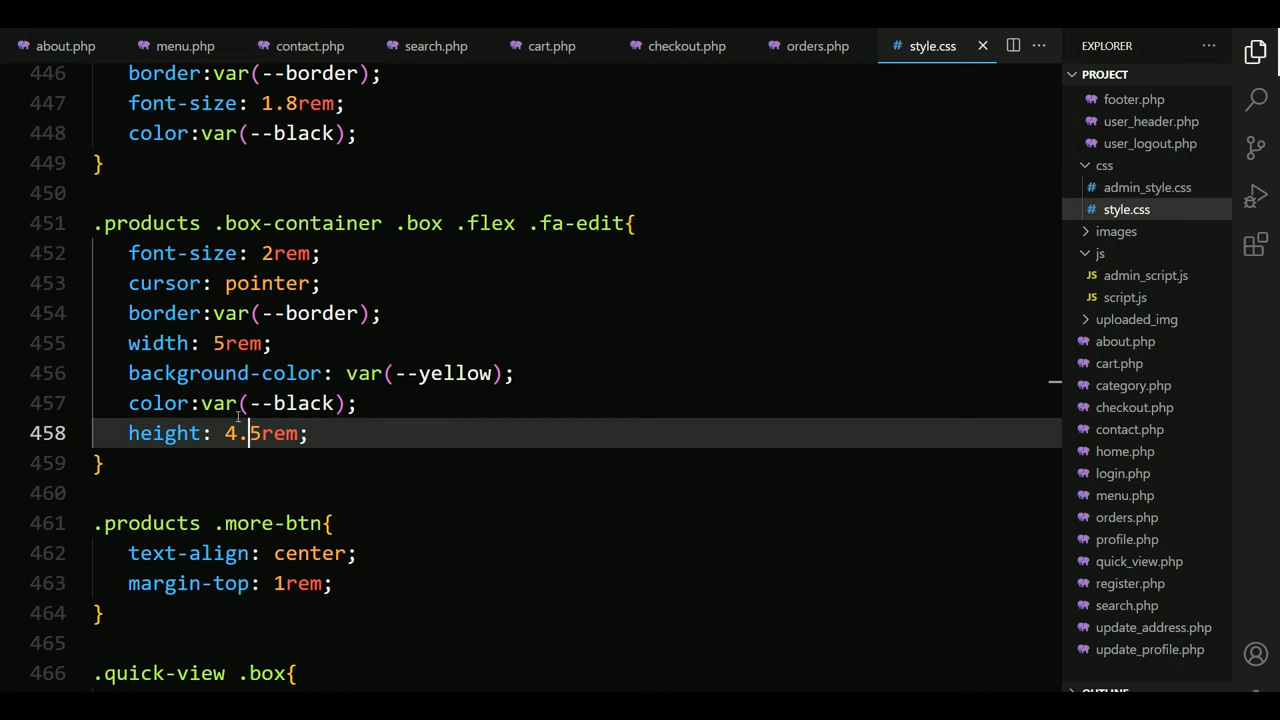 about.php menu.php contact.php search.php cart.php checkout.php orders.php # style.css × ···
446 border:var(--border);
447 font-size: 1.8rem;
448 color:var(--black);
449 }
450
451 .products .box-container .box .flex .fa-edit{
452 font-size: 2rem;
453 cursor: pointer;
454 border:var(--border);
455 width: 5rem;
456 background-color: var(--yellow);
457 color:var(--black);
458 height: 4.5rem;
459 }
460
461 .products .more-btn{
462 text-align: center;
463 margin-top: 1rem;
464 }
465
466 .quick-view .box{
EXPLORER ···
PROJECT
footer.php
user_header.php
user_logout.php
css
# admin_style.css
# style.css
images
js
JS admin_script.js
JS script.js
uploaded_img
about.php
cart.php
category.php
checkout.php
contact.php
home.php
login.php
menu.php
orders.php
profile.php
quick_view.php
register.php
search.php
update_address.php
update_profile.php
OUTLINE